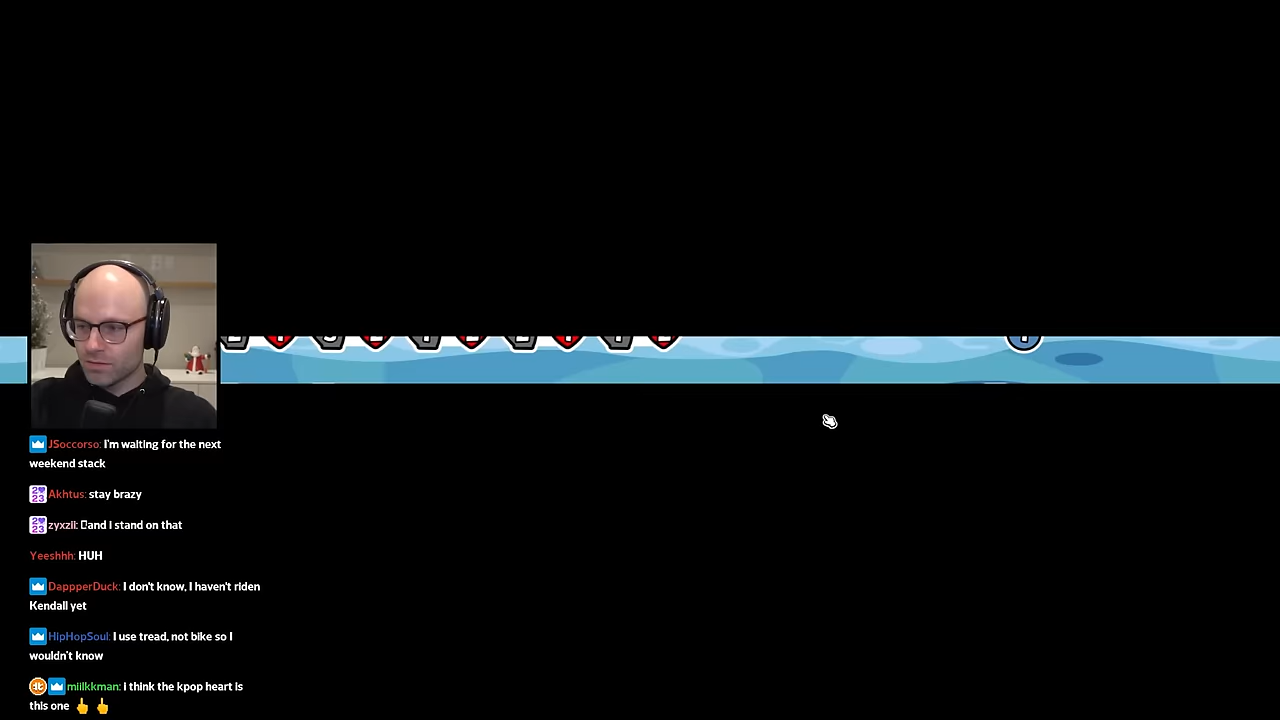 JSoccorso: I'm waiting for the next
weekend stack
Akhtus: stay brazy
zyxzii: and I stand on that
Yeeshhh: HUH
DappperDuck: I don't know, I haven't riden
Kendall yet
HipHopSoul: I use tread, not bike so I
wouldn't know
miilkkman: I think the kpop heart is
this one 👆 👆